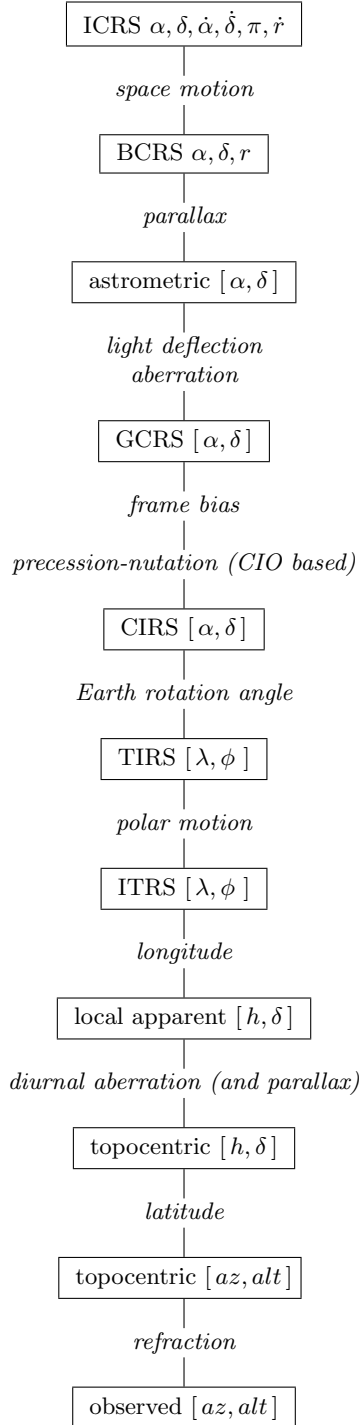 ICRS α, δ, α̇, δ̇, π, ṙ
space motion
BCRS α, δ, r
parallax
astrometric [ α, δ ]
light deflection
aberration
GCRS [ α, δ ]
frame bias
precession-nutation (CIO based)
CIRS [ α, δ ]
Earth rotation angle
TIRS [ λ, ϕ ]
polar motion
ITRS [ λ, ϕ ]
longitude
local apparent [ h, δ ]
diurnal aberration (and parallax)
topocentric [ h, δ ]
latitude
topocentric [ az, alt ]
refraction
observed [ az, alt ]